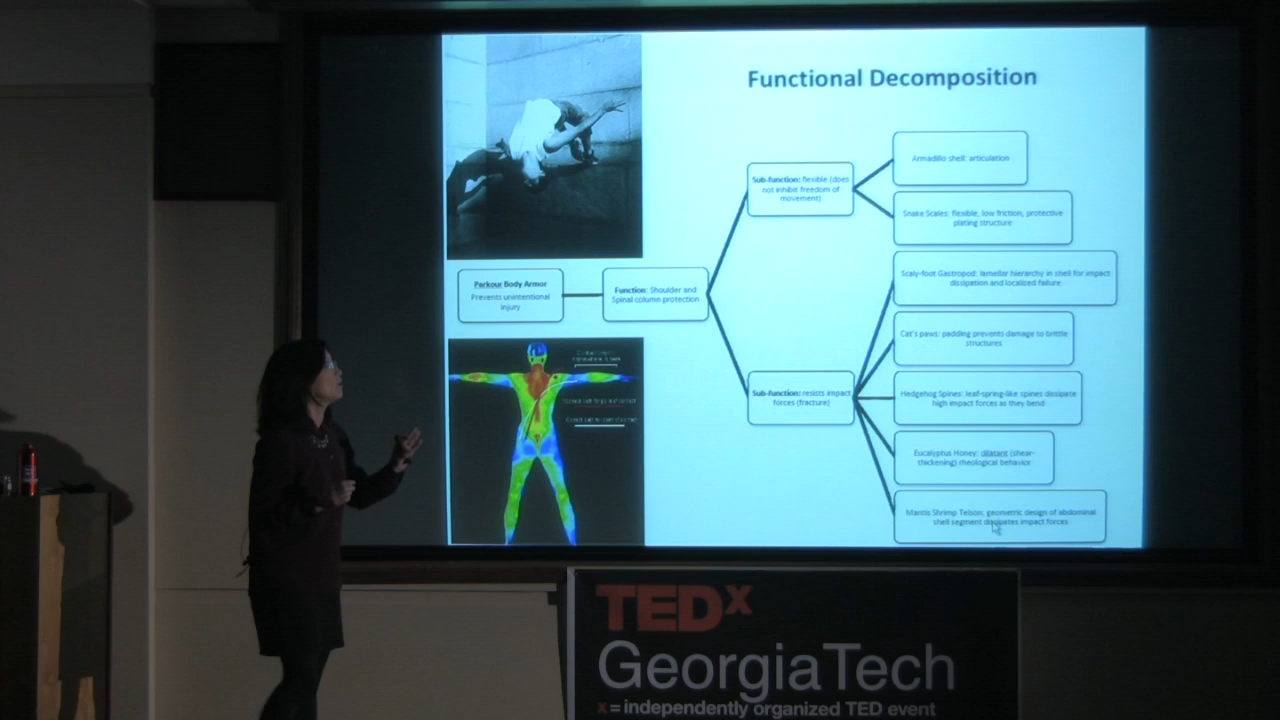 Functional Decomposition
Parkour Body Armor
Prevents unintentional
injury
Function: Shoulder and
Spinal column protection
Sub-function: flexible (does
not inhibit freedom of
movement)
Armadillo shell: articulation
Snake Scales: flexible, low friction, protective
plating structure
Sub-function: resists impact
forces (fracture)
Scaly-foot Gastropod: lamellar hierarchy in shell for impact
dissipation and localized failure
Cat's paws: padding prevents damage to brittle
structures
Hedgehog Spines: leaf-spring-like spines dissipate
high impact forces as they bend
Eucalyptus Honey: dilatant (shear-
thickening) rheological behavior
Mantis Shrimp Telson: geometric design of abdominal
shell segment dissipates impact forces
TEDx
GeorgiaTech
x = independently organized TED event